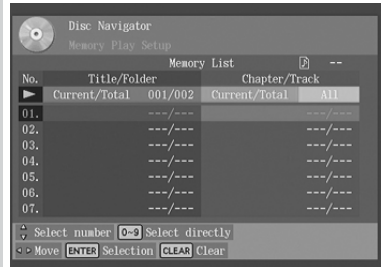 Disc Navigator
Memory Play Setup
Memory List ♪ --
No. Title/Folder Chapter/Track
Current/Total 001/002 Current/Total All
01. ---/--- ---/---
02. ---/--- ---/---
03. ---/--- ---/---
04. ---/--- ---/---
05. ---/--- ---/---
06. ---/--- ---/---
07. ---/--- ---/---
Select number 0~9 Select directly
Move ENTER Selection CLEAR Clear